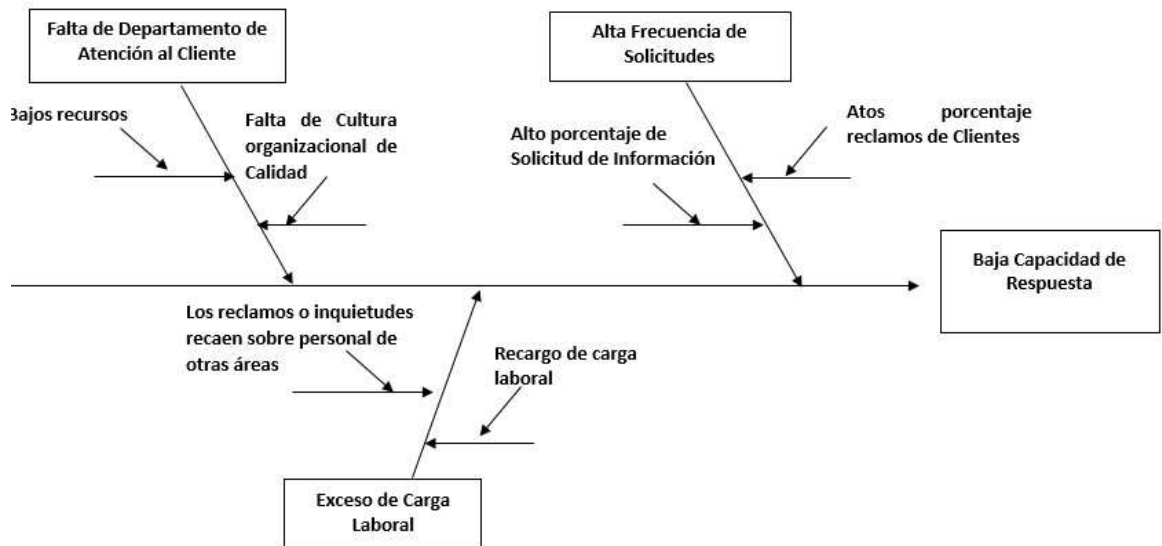 Falta de Departamento de
Atención al Cliente
Alta Frecuencia de
Solicitudes
Bajos recursos
Falta de Cultura
organizacional de
Calidad
Alto porcentaje de
Solicitud de Información
Atos porcentaje
reclamos de Clientes
Baja Capacidad de
Respuesta
Los reclamos o inquietudes
recaen sobre personal de
otras áreas
Recargo de carga
laboral
Exceso de Carga
Laboral